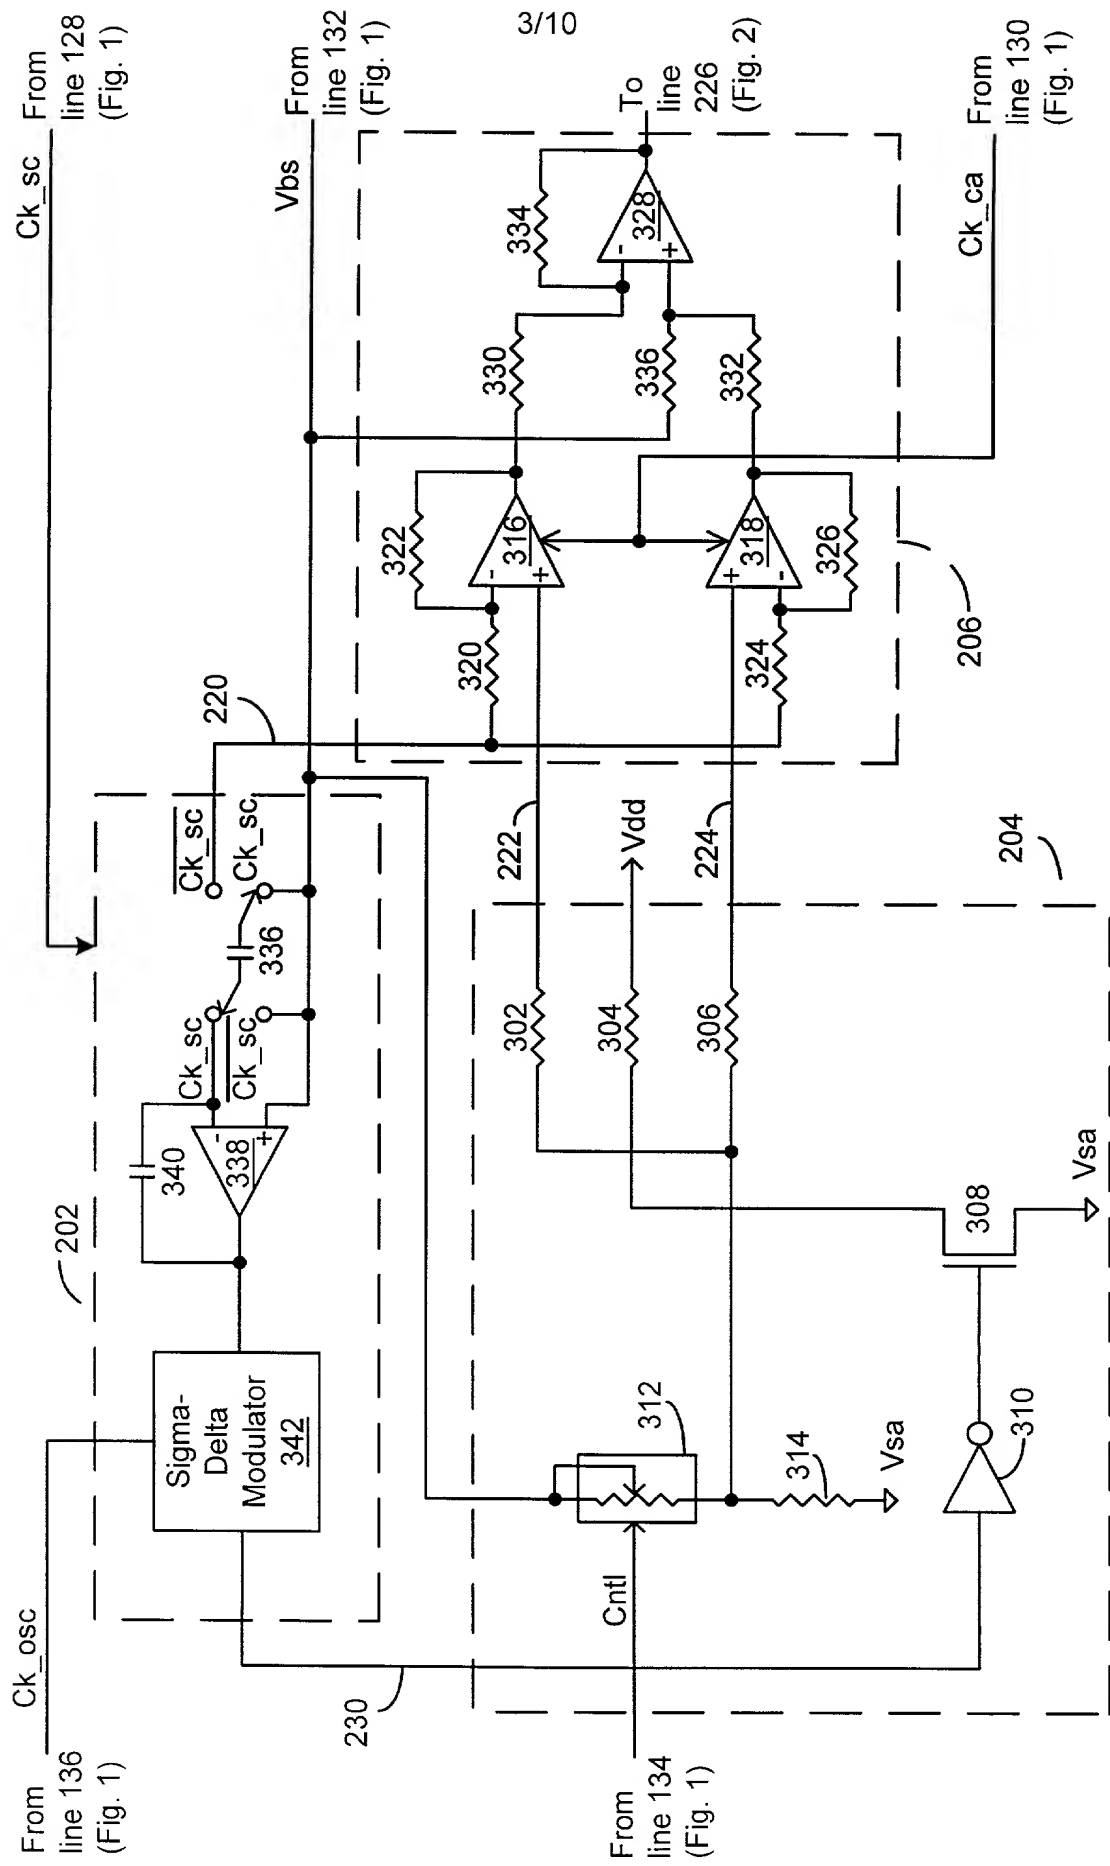 3/10
Ck_sc
From
line 128
(Fig. 1)
Vbs
From
line 132
(Fig. 1)
To
line
226
(Fig. 2)
Ck_ca
From
line 130
(Fig. 1)
334
-
+
328
330
336
332
322
-
+
316
320
+
-
318
326
324
206
220
Ck_sc
Ck_sc
336
Ck_sc
Ck_sc
-
+
338
340
202
Sigma-
Delta
Modulator
342
Ck_osc
From
line 136
(Fig. 1)
222
Vdd
224
204
302
304
306
308
Vsa
310
312
314
Vsa
Cntl
From
line 134
(Fig. 1)
230